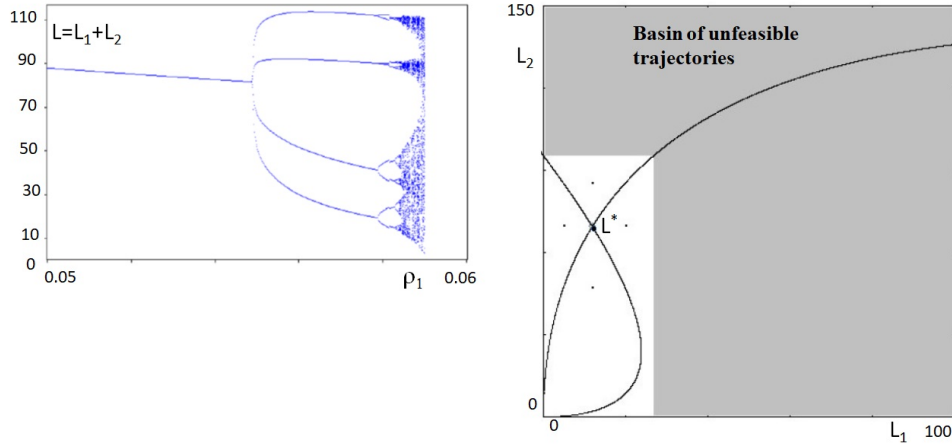 110
L=L₁+L₂
90
70
50
30
10
0
0.05
ρ₁
0.06
150
L₂
Basin of unfeasible
trajectories
L*
0
0
L₁
100